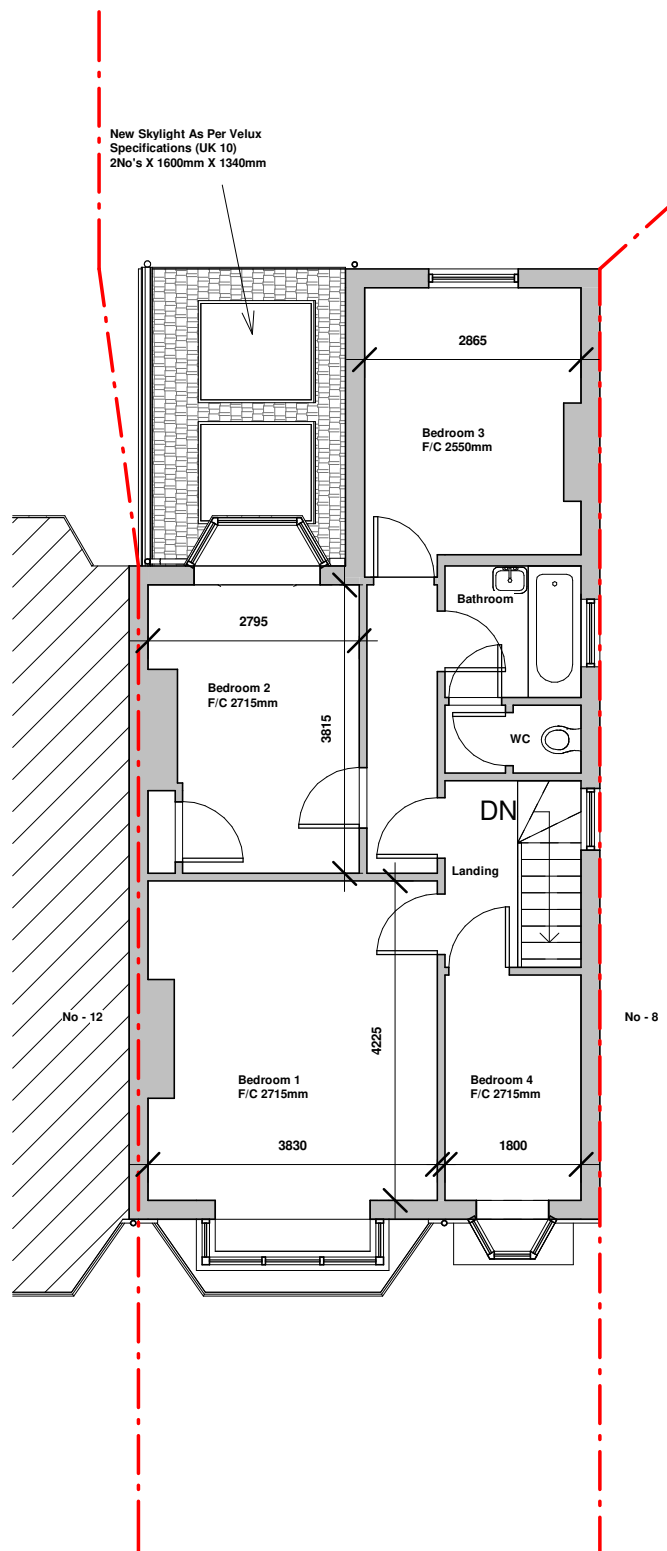 New Skylight As Per Velux
Specifications (UK 10)
2No's X 1600mm X 1340mm
2865
Bedroom 3
F/C 2550mm
Bathroom
2795
Bedroom 2
F/C 2715mm
3815
WC
DN
Landing
No - 12
No - 8
4225
Bedroom 1
F/C 2715mm
Bedroom 4
F/C 2715mm
3830
1800